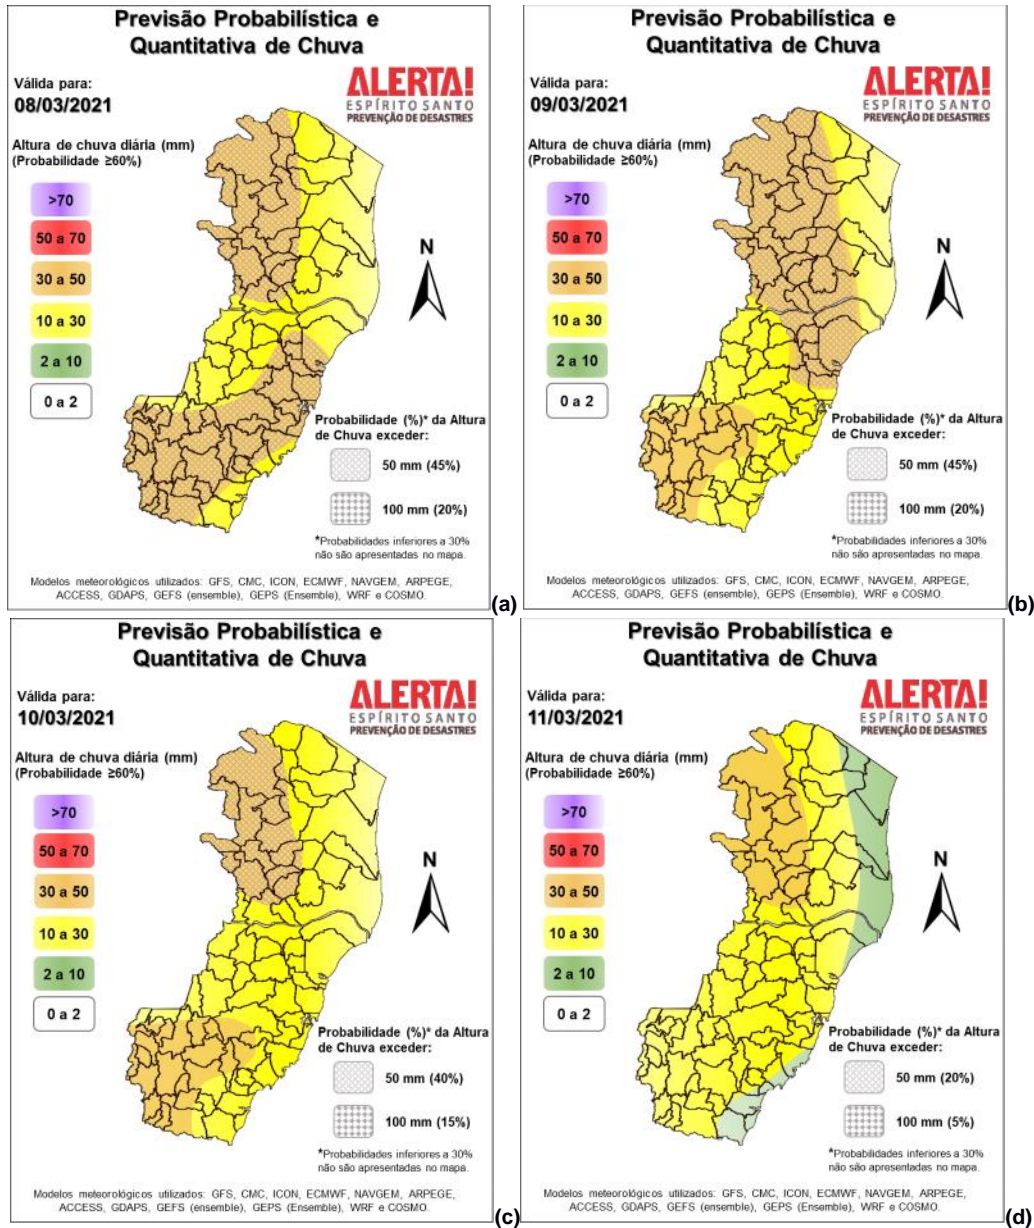 Previsão Probabilística e
Quantitativa de Chuva
Válida para:
08/03/2021
ALERTA!
ESPÍRITO SANTO
PREVENÇÃO DE DESASTRES
Altura de chuva diária (mm)
(Probabilidade ≥60%)
>70
50 a 70
30 a 50
10 a 30
2 a 10
0 a 2
N
Probabilidade (%)* da Altura
de Chuva exceder:
50 mm (45%)
100 mm (20%)
*Probabilidades inferiores a 30%
não são apresentadas no mapa.
Modelos meteorológicos utilizados: GFS, CMC, ICON, ECMWF, NAVGEM, ARPEGE,
ACCESS, GDAPS, GEFS (ensemble), GEPS (Ensemble), WRF e COSMO.
(a)
Previsão Probabilística e
Quantitativa de Chuva
Válida para:
09/03/2021
ALERTA!
ESPÍRITO SANTO
PREVENÇÃO DE DESASTRES
Altura de chuva diária (mm)
(Probabilidade ≥60%)
>70
50 a 70
30 a 50
10 a 30
2 a 10
0 a 2
N
Probabilidade (%)* da Altura
de Chuva exceder:
50 mm (45%)
100 mm (20%)
*Probabilidades inferiores a 30%
não são apresentadas no mapa.
Modelos meteorológicos utilizados: GFS, CMC, ICON, ECMWF, NAVGEM, ARPEGE,
ACCESS, GDAPS, GEFS (ensemble), GEPS (Ensemble), WRF e COSMO.
(b)
Previsão Probabilística e
Quantitativa de Chuva
Válida para:
10/03/2021
ALERTA!
ESPÍRITO SANTO
PREVENÇÃO DE DESASTRES
Altura de chuva diária (mm)
(Probabilidade ≥60%)
>70
50 a 70
30 a 50
10 a 30
2 a 10
0 a 2
N
Probabilidade (%)* da Altura
de Chuva exceder:
50 mm (40%)
100 mm (15%)
*Probabilidades inferiores a 30%
não são apresentadas no mapa.
Modelos meteorológicos utilizados: GFS, CMC, ICON, ECMWF, NAVGEM, ARPEGE,
ACCESS, GDAPS, GEFS (ensemble), GEPS (Ensemble), WRF e COSMO.
(c)
Previsão Probabilística e
Quantitativa de Chuva
Válida para:
11/03/2021
ALERTA!
ESPÍRITO SANTO
PREVENÇÃO DE DESASTRES
Altura de chuva diária (mm)
(Probabilidade ≥60%)
>70
50 a 70
30 a 50
10 a 30
2 a 10
0 a 2
N
Probabilidade (%)* da Altura
de Chuva exceder:
50 mm (20%)
100 mm (5%)
*Probabilidades inferiores a 30%
não são apresentadas no mapa.
Modelos meteorológicos utilizados: GFS, CMC, ICON, ECMWF, NAVGEM, ARPEGE,
ACCESS, GDAPS, GEFS (ensemble), GEPS (Ensemble), WRF e COSMO.
(d)